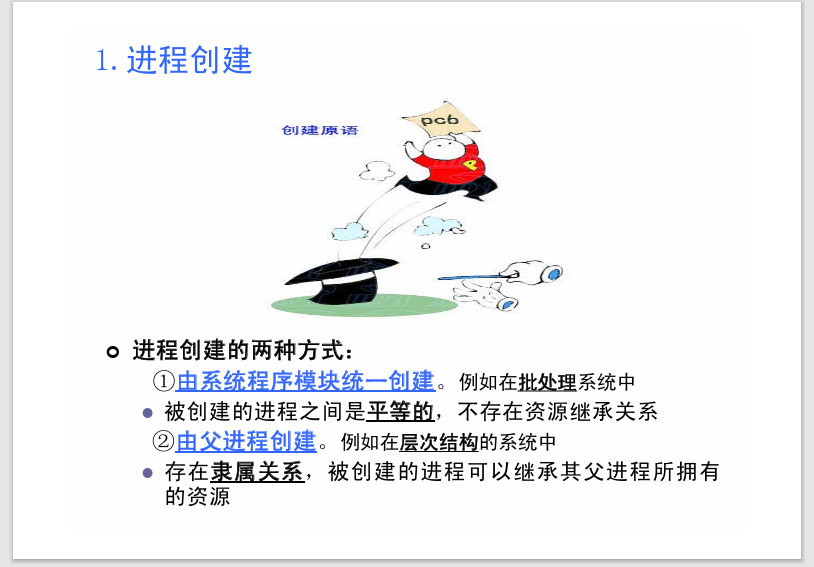 1.进程创建
创建原语
pcb
P
进程创建的两种方式：
①由系统程序模块统一创建。例如在批处理系统中
被创建的进程之间是平等的，不存在资源继承关系
②由父进程创建。例如在层次结构的系统中
存在隶属关系，被创建的进程可以继承其父进程所拥有
的资源